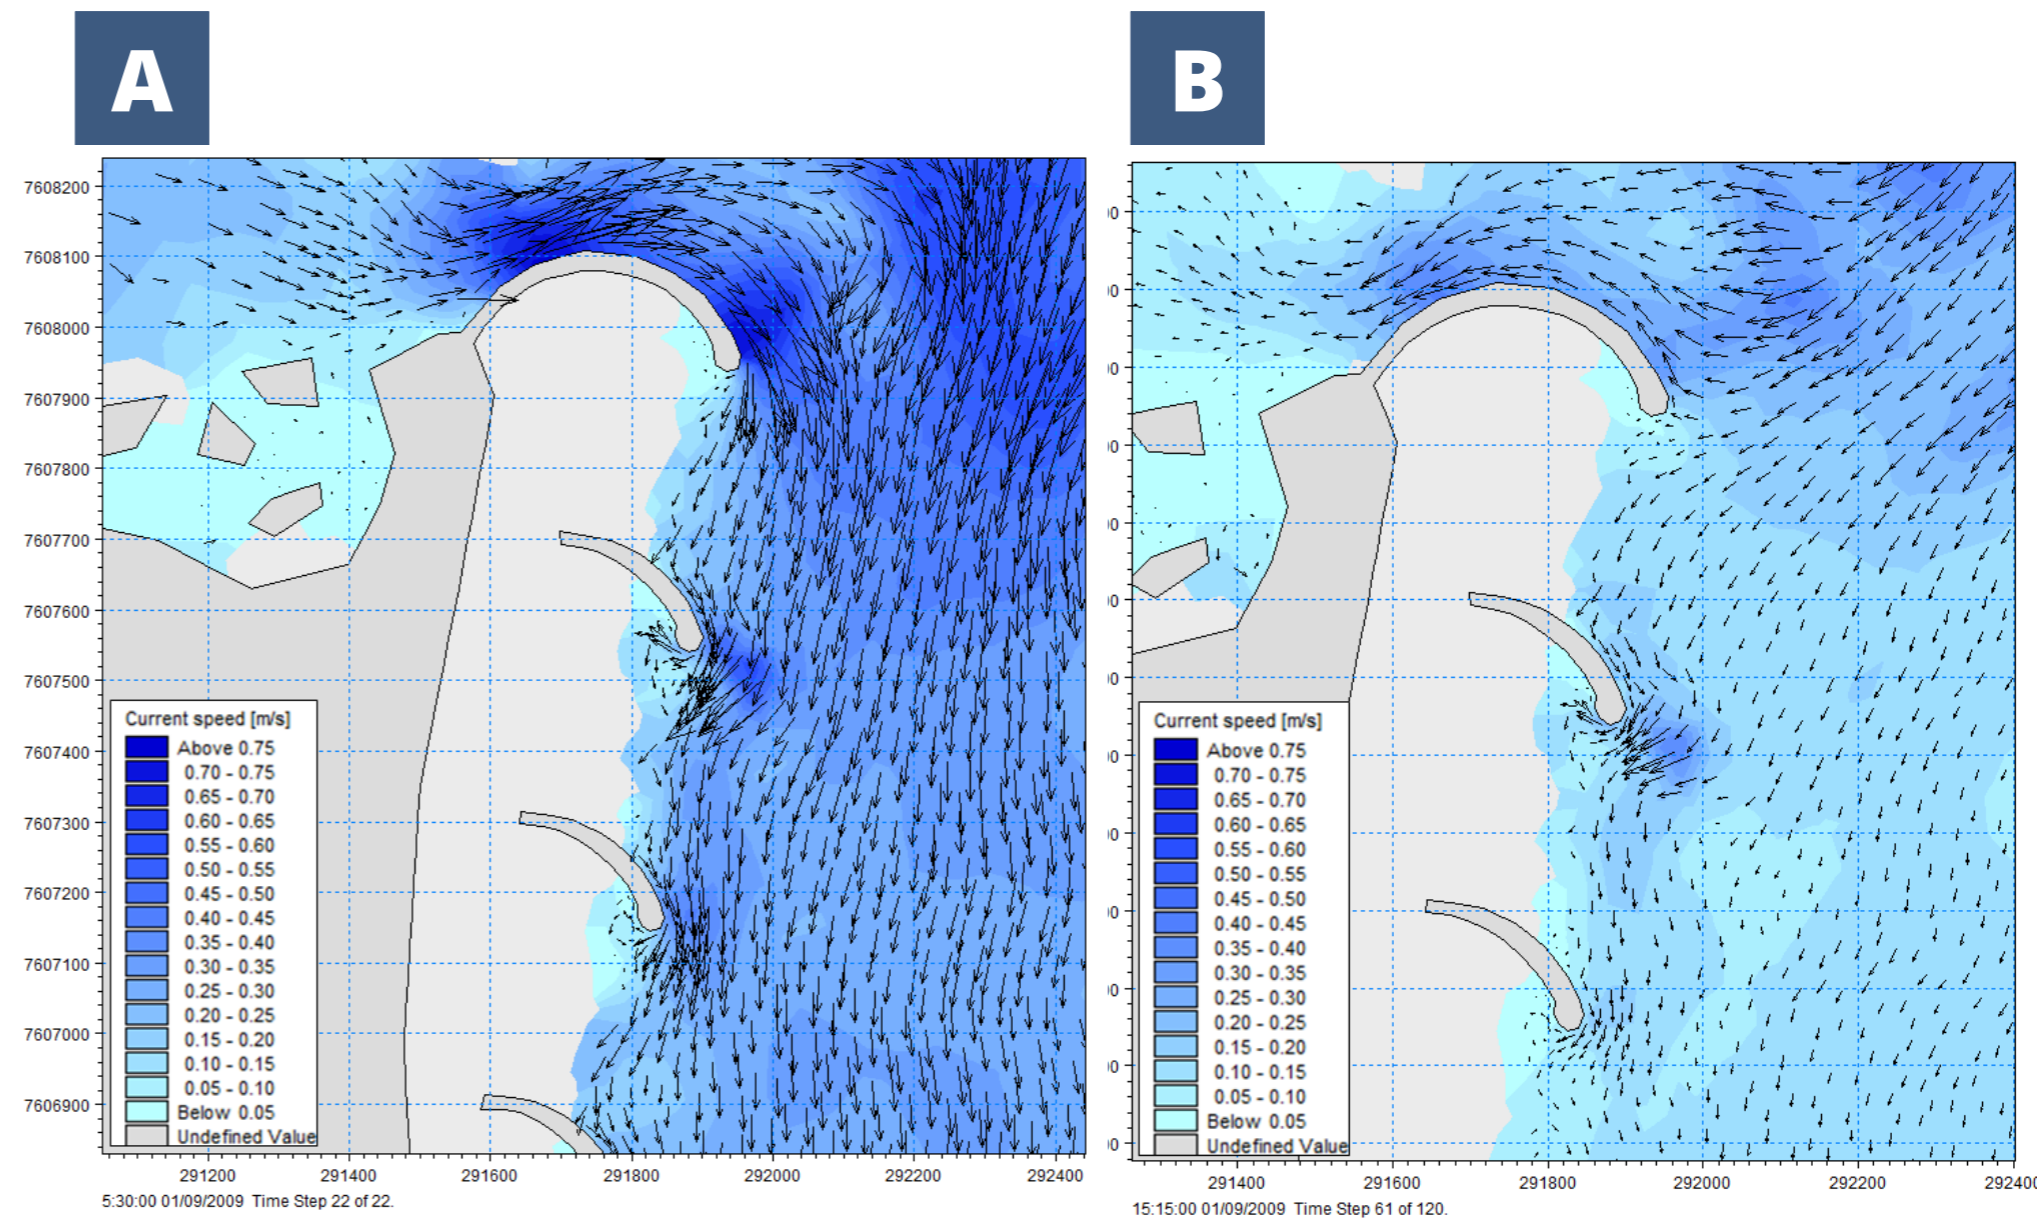 A
B
7608200
7608100
7608000
7607900
7607800
7607700
7607600
7607500
7607400
7607300
7607200
7607100
7607000
7606900
Current speed [m/s]
Above 0.75
0.70 - 0.75
0.65 - 0.70
0.60 - 0.65
0.55 - 0.60
0.50 - 0.55
0.45 - 0.50
0.40 - 0.45
0.35 - 0.40
0.30 - 0.35
0.25 - 0.30
0.20 - 0.25
0.15 - 0.20
0.10 - 0.15
0.05 - 0.10
Below 0.05
Undefined Value
291200 291400 291600 291800 292000 292200 292400
5:30:00 01/09/2009 Time Step 22 of 22.
Current speed [m/s]
Above 0.75
0.70 - 0.75
0.65 - 0.70
0.60 - 0.65
0.55 - 0.60
0.50 - 0.55
0.45 - 0.50
0.40 - 0.45
0.35 - 0.40
0.30 - 0.35
0.25 - 0.30
0.20 - 0.25
0.15 - 0.20
0.10 - 0.15
0.05 - 0.10
Below 0.05
Undefined Value
291400 291600 291800 292000 292200
15:15:00 01/09/2009 Time Step 61 of 120.